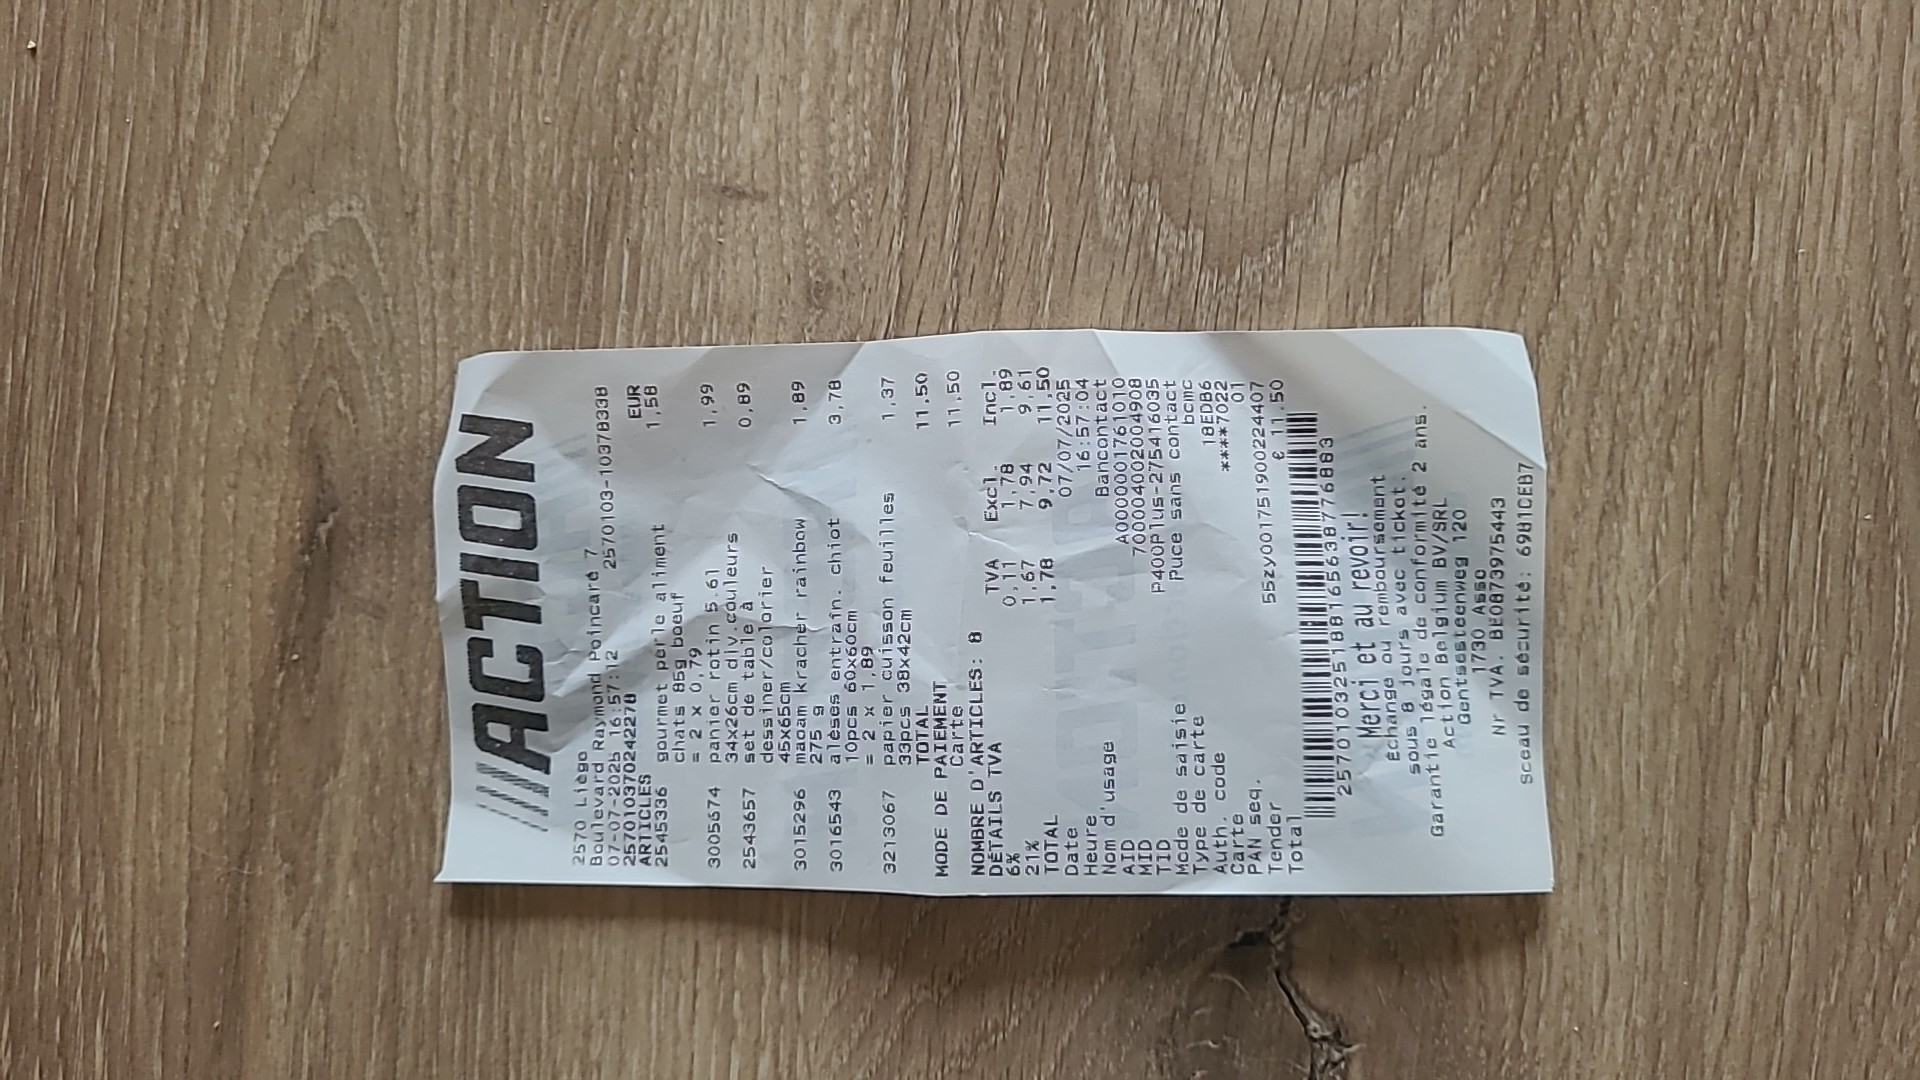 ACTION
2570 Liège
Boulevard Raymond Poincaré 7
07-07-2025 16:57:12 2570103-10378338
257010370242278
ARTICLES EUR
2545336 gourmet perle aliment 1,58
chats 85g boeuf
= 2 x 0,79
3005674 panier rotin 5.61 1,99
34x26cm div.couleurs
2543657 set de table à 0,89
dessiner/colorier
45x65cm
3015296 maoam kracher rainbow 1,89
275 g
3016543 alèses entrain. chiot 3,78
10pcs 60x60cm
= 2 x 1,89
3213067 papier cuisson feuilles 1,37
33pcs 38x42cm
TOTAL 11,50
MODE DE PAIEMENT
Carte 11,50
NOMBRE D'ARTICLES: 8
DÉTAILS TVA TVA Excl. Incl.
6% 0,11 1,78 1,89
21% 1,67 7,94 9,61
TOTAL 1,78 9,72 11,50
Date 07/07/2025
Heure 16:57:04
Nom d'usage Bancontact
AID A0000001761010
MID 700004002004908
TID P400Plus-275416035
Mode de saisie Puce sans contact
Type de carte bcmc
Auth. code 18EDB6
Carte ****7022
PAN seq. 01
Tender 55zy001751900224407
Total € 11.50
Merci et au revoir!
Échange ou remboursement
sous 8 jours avec ticket.
Garantie légale de conformité 2 ans.
Action Belgium BV/SRL
Gentsesteenweg 120
1730 Asse
Nr TVA. BE0873975443
sceau de sécurité: 6981CEB7